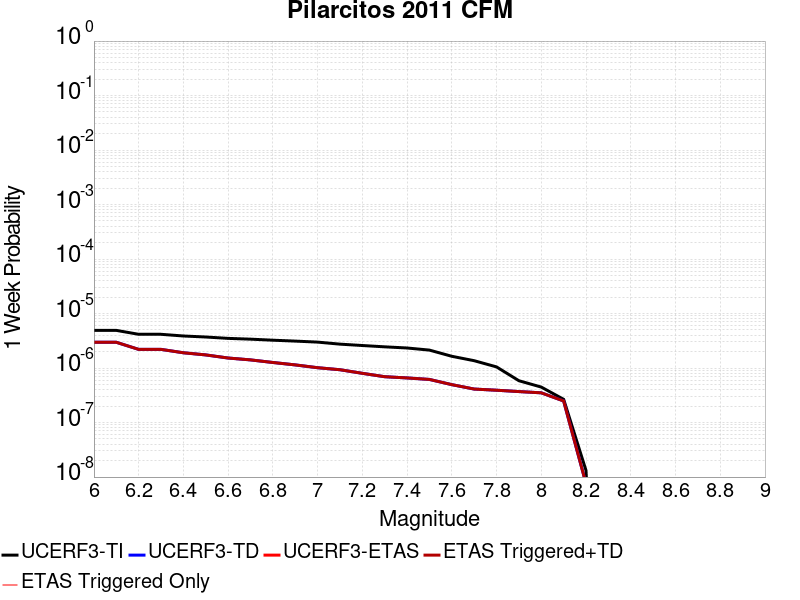 Pilarcitos 2011 CFM
1 Week Probability
10^0
10^-1
10^-2
10^-3
10^-4
10^-5
10^-6
10^-7
10^-8
6 6.2 6.4 6.6 6.8 7 7.2 7.4 7.6 7.8 8 8.2 8.4 8.6 8.8 9
Magnitude
UCERF3-TI UCERF3-TD UCERF3-ETAS ETAS Triggered+TD
ETAS Triggered Only